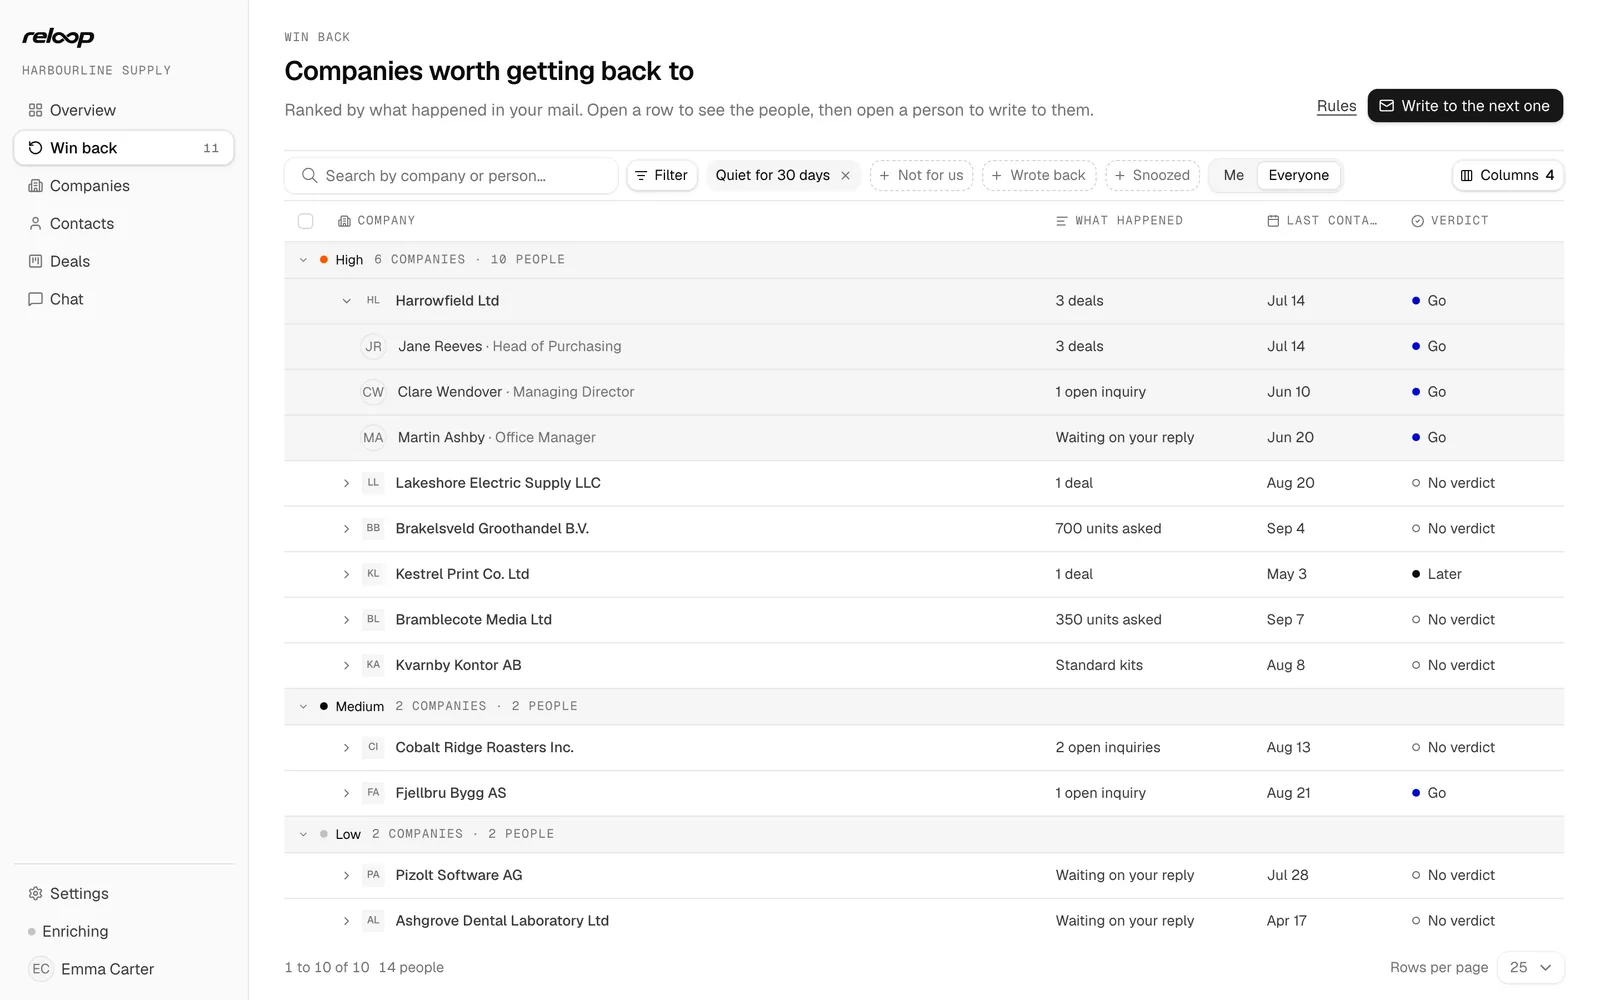 reloop
HARBOURLINE SUPPLY
Overview
Win back 11
Companies
Contacts
Deals
Chat
Settings
Enriching
EC Emma Carter
WIN BACK
Companies worth getting back to
Ranked by what happened in your mail. Open a row to see the people, then open a person to write to them.
Rules Write to the next one
Search by company or person... Filter Quiet for 30 days × + Not for us + Wrote back + Snoozed Me Everyone Columns 4
COMPANY WHAT HAPPENED LAST CONTA… VERDICT
High 6 COMPANIES · 10 PEOPLE
HL Harrowfield Ltd 3 deals Jul 14 Go
JR Jane Reeves · Head of Purchasing 3 deals Jul 14 Go
CW Clare Wendover · Managing Director 1 open inquiry Jun 10 Go
MA Martin Ashby · Office Manager Waiting on your reply Jun 20 Go
LL Lakeshore Electric Supply LLC 1 deal Aug 20 No verdict
BB Brakelsveld Groothandel B.V. 700 units asked Sep 4 No verdict
KL Kestrel Print Co. Ltd 1 deal May 3 Later
BL Bramblecote Media Ltd 350 units asked Sep 7 No verdict
KA Kvarnby Kontor AB Standard kits Aug 8 No verdict
Medium 2 COMPANIES · 2 PEOPLE
CI Cobalt Ridge Roasters Inc. 2 open inquiries Aug 13 No verdict
FA Fjellbru Bygg AS 1 open inquiry Aug 21 Go
Low 2 COMPANIES · 2 PEOPLE
PA Pizolt Software AG Waiting on your reply Jul 28 No verdict
AL Ashgrove Dental Laboratory Ltd Waiting on your reply Apr 17 No verdict
1 to 10 of 10 14 people Rows per page 25